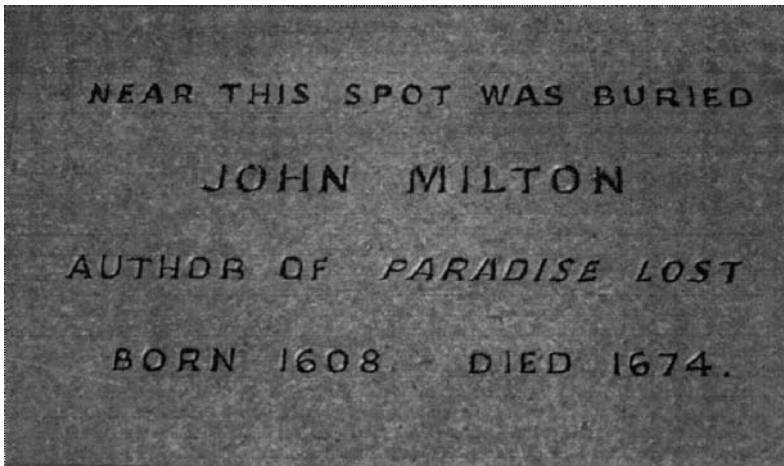 NEAR THIS SPOT WAS BURIED
JOHN MILTON
AUTHOR OF PARADISE LOST
BORN 1608. DIED 1674.